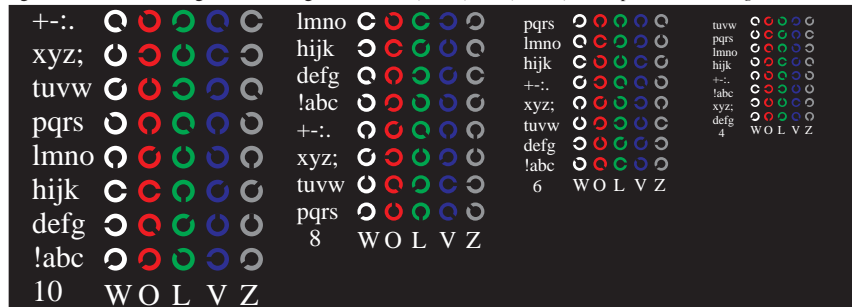 +-:.
xyz;
tuvw
pqrs
lmno
hijk
defg
!abc
10 W O L V Z
lmno
hijk
defg
!abc
+-:.
xyz;
tuvw
pqrs
8 W O L V Z
pqrs
lmno
hijk
+-:.
xyz;
tuvw
defg
!abc
6 W O L V Z
tuvw
pqrs
lmno
hijk
+-:.
!abc
xyz;
defg
4 W O L V Z